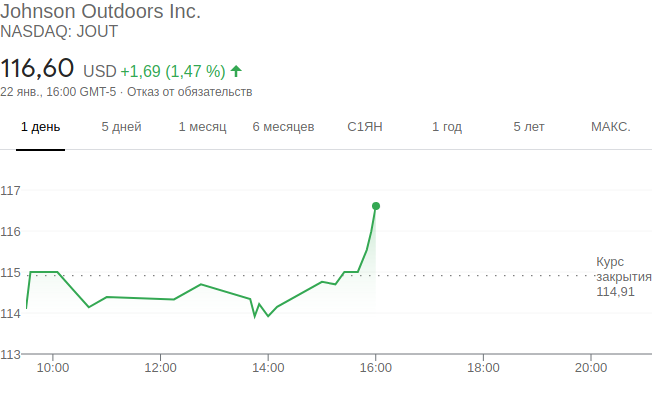 Johnson Outdoors Inc.
NASDAQ: JOUT
116,60 USD +1,69 (1,47 %)
22 янв., 16:00 GMT-5 · Отказ от обязательств
1 день 5 дней 1 месяц 6 месяцев С1ЯН 1 год 5 лет МАКС.
117
116
Курс
115
закрытия
114,91
114
113
10:00 12:00 14:00 16:00 18:00 20:00